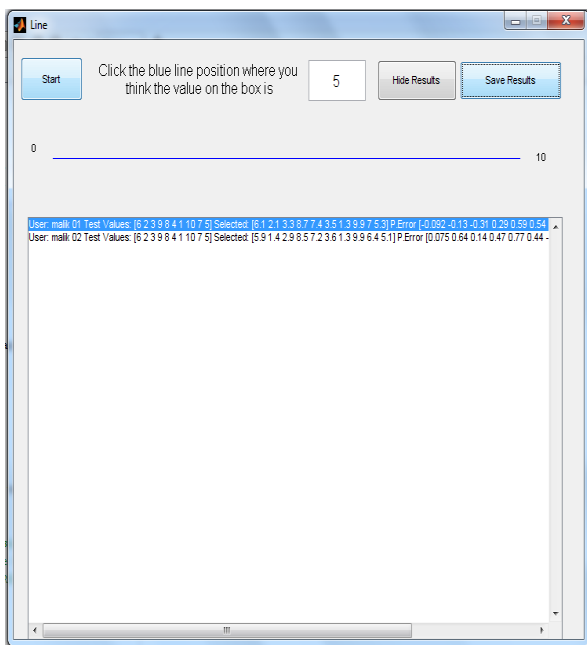 Line
Start
Click the blue line position where you
think the value on the box is
5
Hide Results
Save Results
0
10
User: malik 01 Test Values: [6 2 3 9 8 4 1 10 7 5] Selected: [6.1 2.1 3.3 8.7 7.4 3.5 1.3 9.9 7 5.3] P.Error [-0.092 -0.13 -0.31 0.29 0.59 0.54
User: malik 02 Test Values: [6 2 3 9 8 4 1 10 7 5] Selected: [5.9 1.4 2.9 8.5 7.2 3.6 1.3 9.9 6.4 5.1] P.Error [0.075 0.64 0.14 0.47 0.77 0.44 -